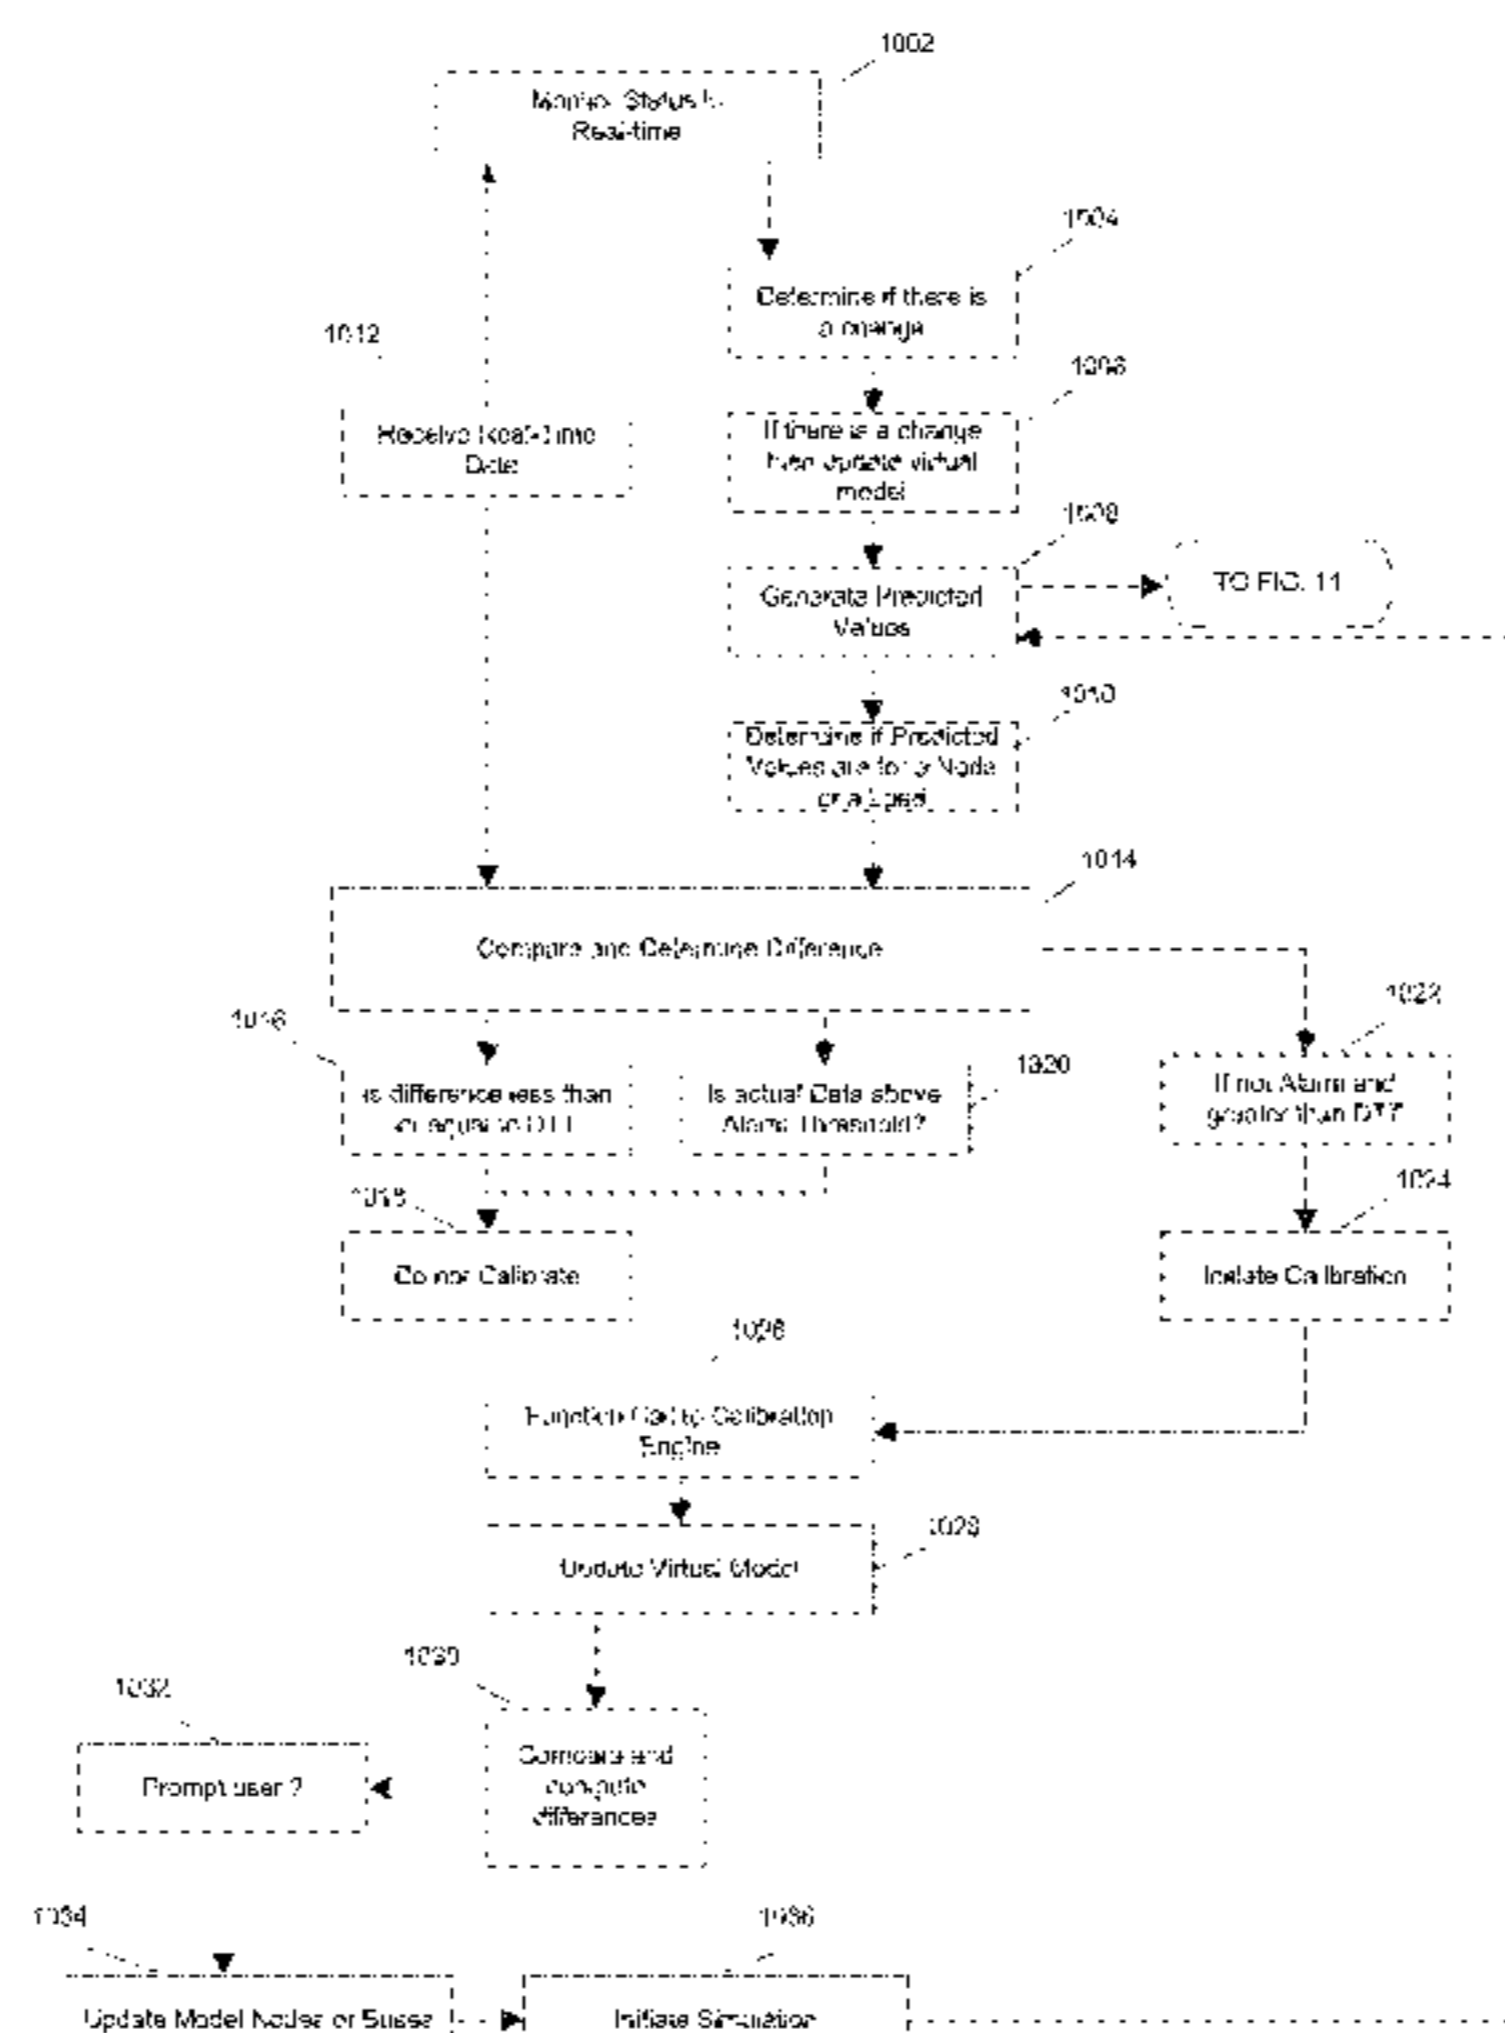 1002
Monitor Status in
Real-time
1004
Determine if there is
a change
1012
1006
Receive Real-Time
Data
If there is a change
then update virtual
model
1008
Generate Predicted
Values
TO FIG. 11
1010
Determine if Predicted
Values are for a Node
or a Load
1014
Compare and Determine Difference
1016
1022
1020
is difference less than
or equal to DTT
Is actual Data above
Alarm Threshold?
If not Alarm and
greater than DTT
1024
Do not Calibrate
Calibration
1026
Function Call to Calibration
Engine
1028
Update Virtual Model
1030
1032
Compare and
compute
differences
Prompt user ?
1034
1036
Update Model Nodes or Buses
Initiate Simulation